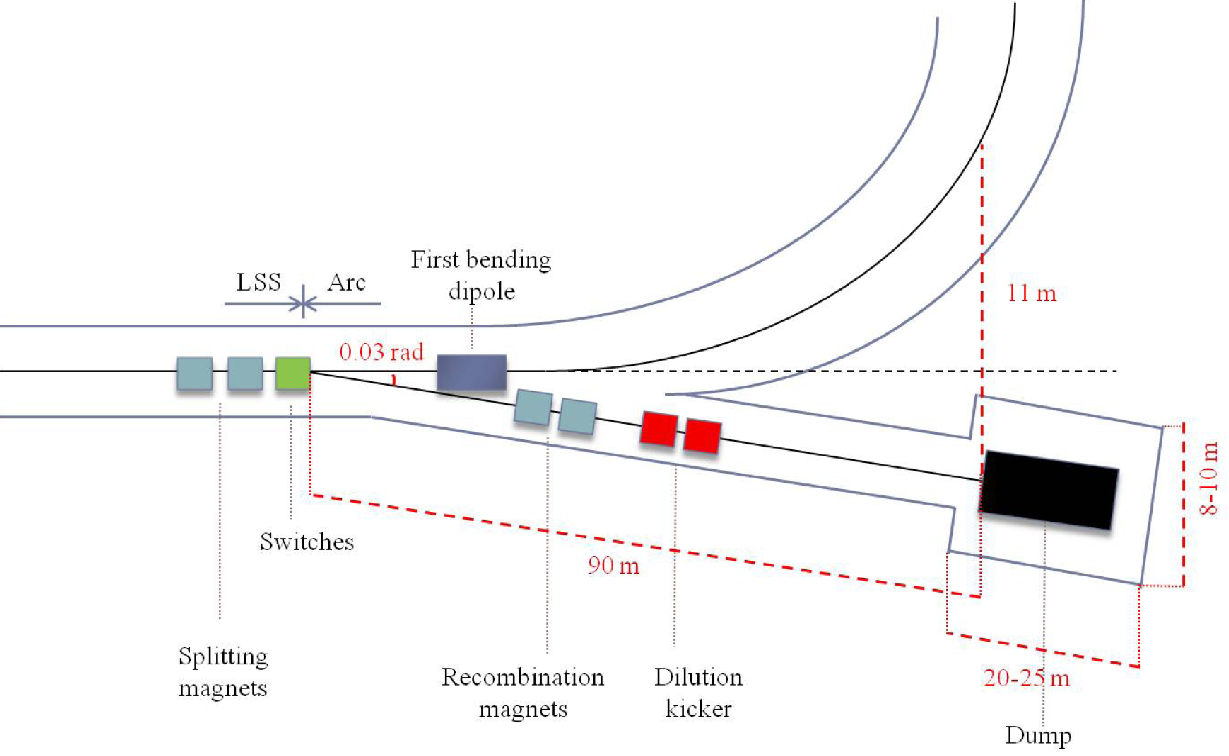 First bending
dipole
LSS
Arc
11 m
0.03 rad
8-10 m
Switches
90 m
Splitting
magnets
Recombination
magnets
Dilution
kicker
20-25 m
Dump